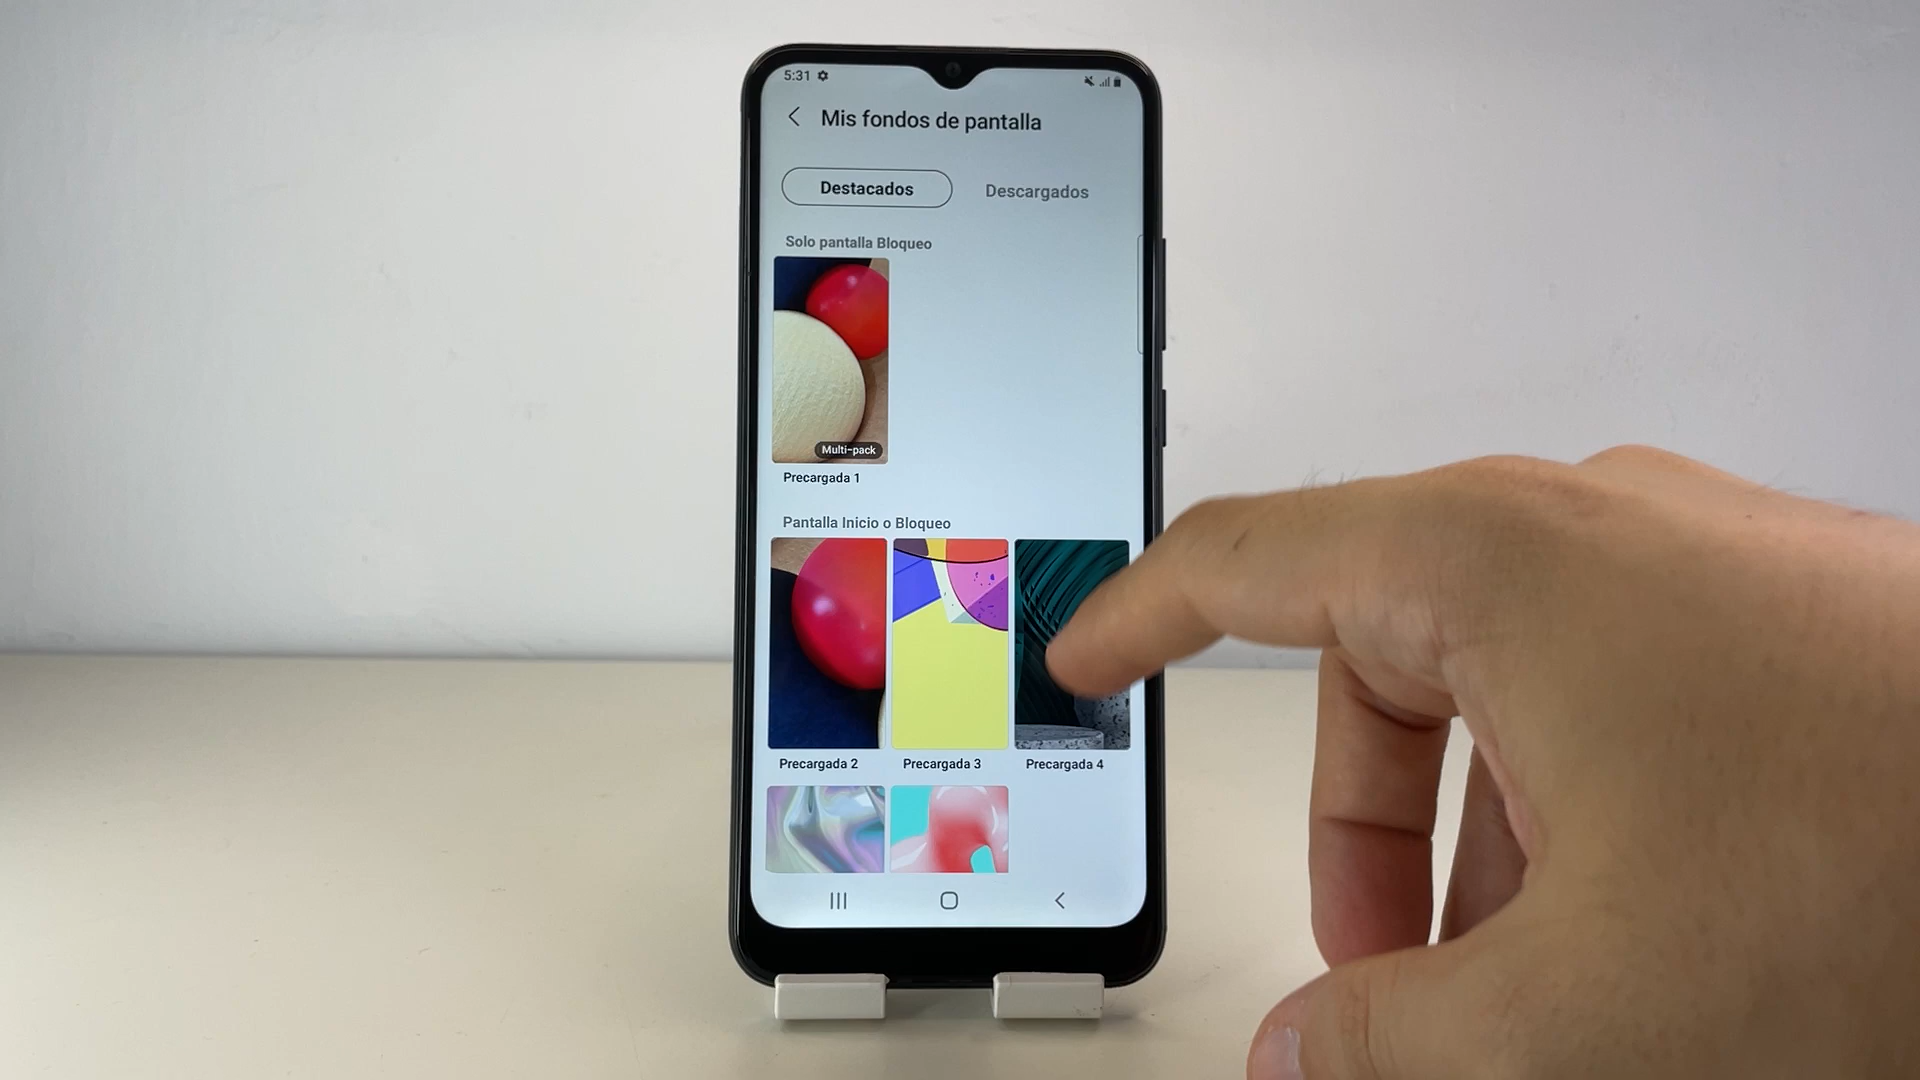 5:31
Mis fondos de pantalla
Destacados
Descargados
Solo pantalla Bloqueo
Multi-pack
Precargada 1
Pantalla Inicio o Bloqueo
Precargada 2
Precargada 3
Precargada 4